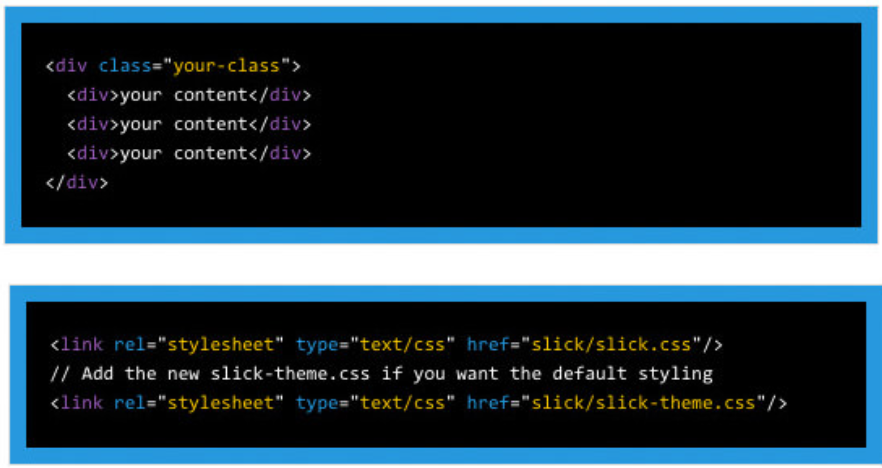 <div class="your-class">
  <div>your content</div>
  <div>your content</div>
  <div>your content</div>
</div>
<link rel="stylesheet" type="text/css" href="slick/slick.css"/>
// Add the new slick-theme.css if you want the default styling
<link rel="stylesheet" type="text/css" href="slick/slick-theme.css"/>